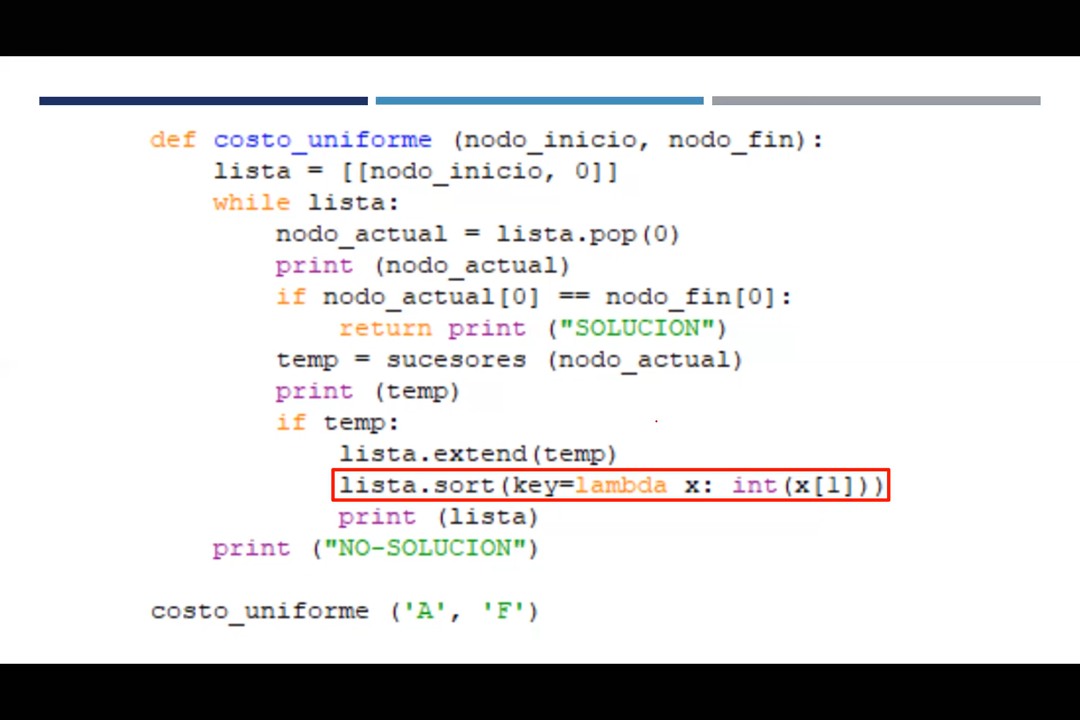 def costo_uniforme (nodo_inicio, nodo_fin):
    lista = [[nodo_inicio, 0]]
    while lista:
        nodo_actual = lista.pop(0)
        print (nodo_actual)
        if nodo_actual[0] == nodo_fin[0]:
            return print ("SOLUCION")
        temp = sucesores (nodo_actual)
        print (temp)
        if temp:
            lista.extend(temp)
            lista.sort(key=lambda x: int(x[1]))
            print (lista)
    print ("NO-SOLUCION")

costo_uniforme ('A', 'F')